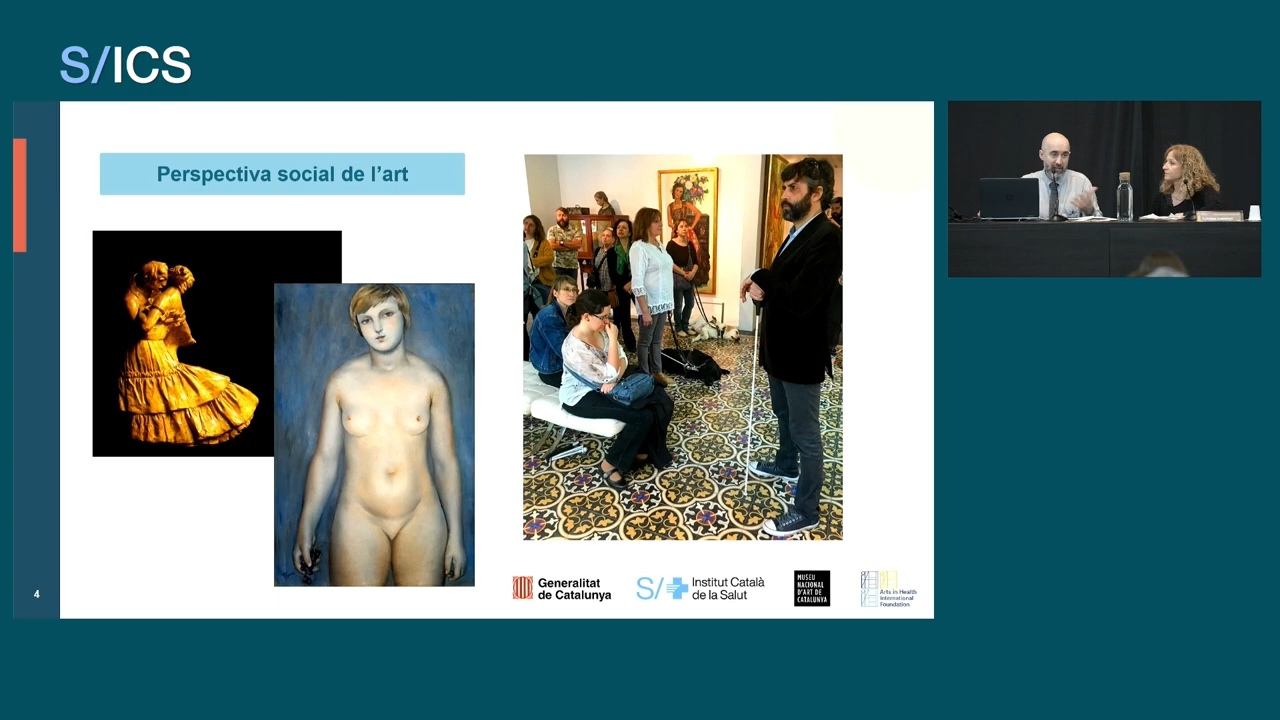 S/ICS
Perspectiva social de l'art
4
Generalitat
de Catalunya
S/
Institut Català
de la Salut
MUSEU
NACIONAL
D'ART DE
CATALUNYA
Arts in Health
International
Foundation